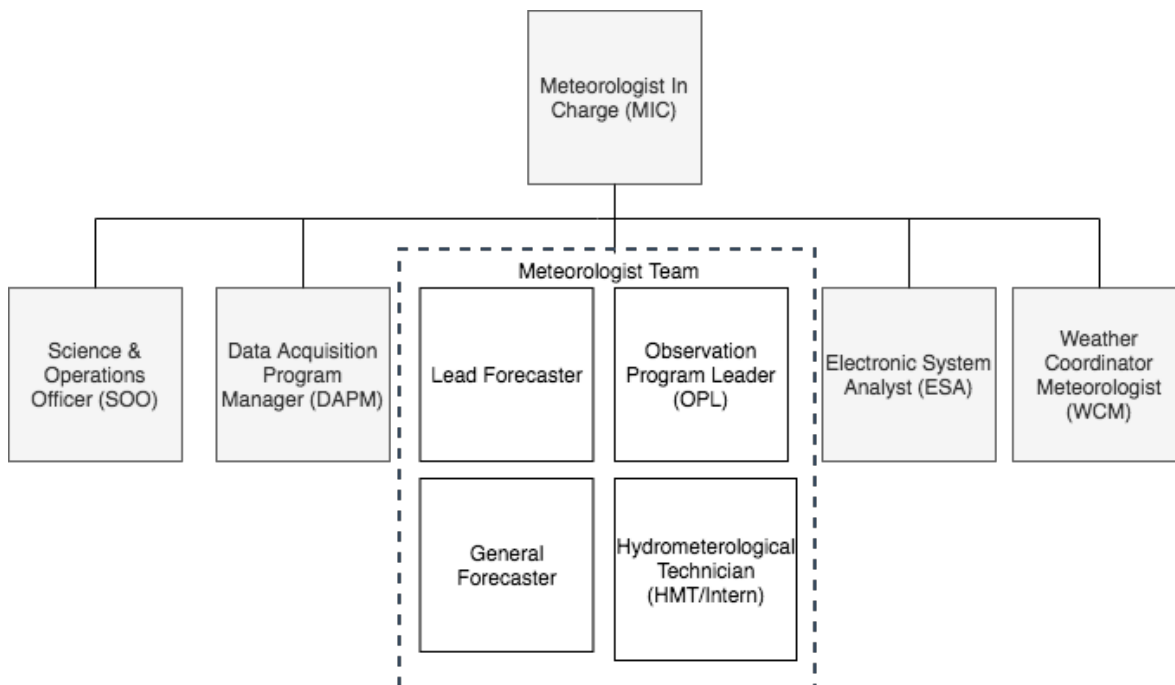 Meteorologist In
Charge (MIC)
Meteorologist Team
Science &
Operations
Officer (SOO)
Data Acquisition
Program
Manager (DAPM)
Lead Forecaster
Observation
Program Leader
(OPL)
Electronic System
Analyst (ESA)
Weather
Coordinator
Meteorologist
(WCM)
General
Forecaster
Hydrometerological
Technician
(HMT/Intern)